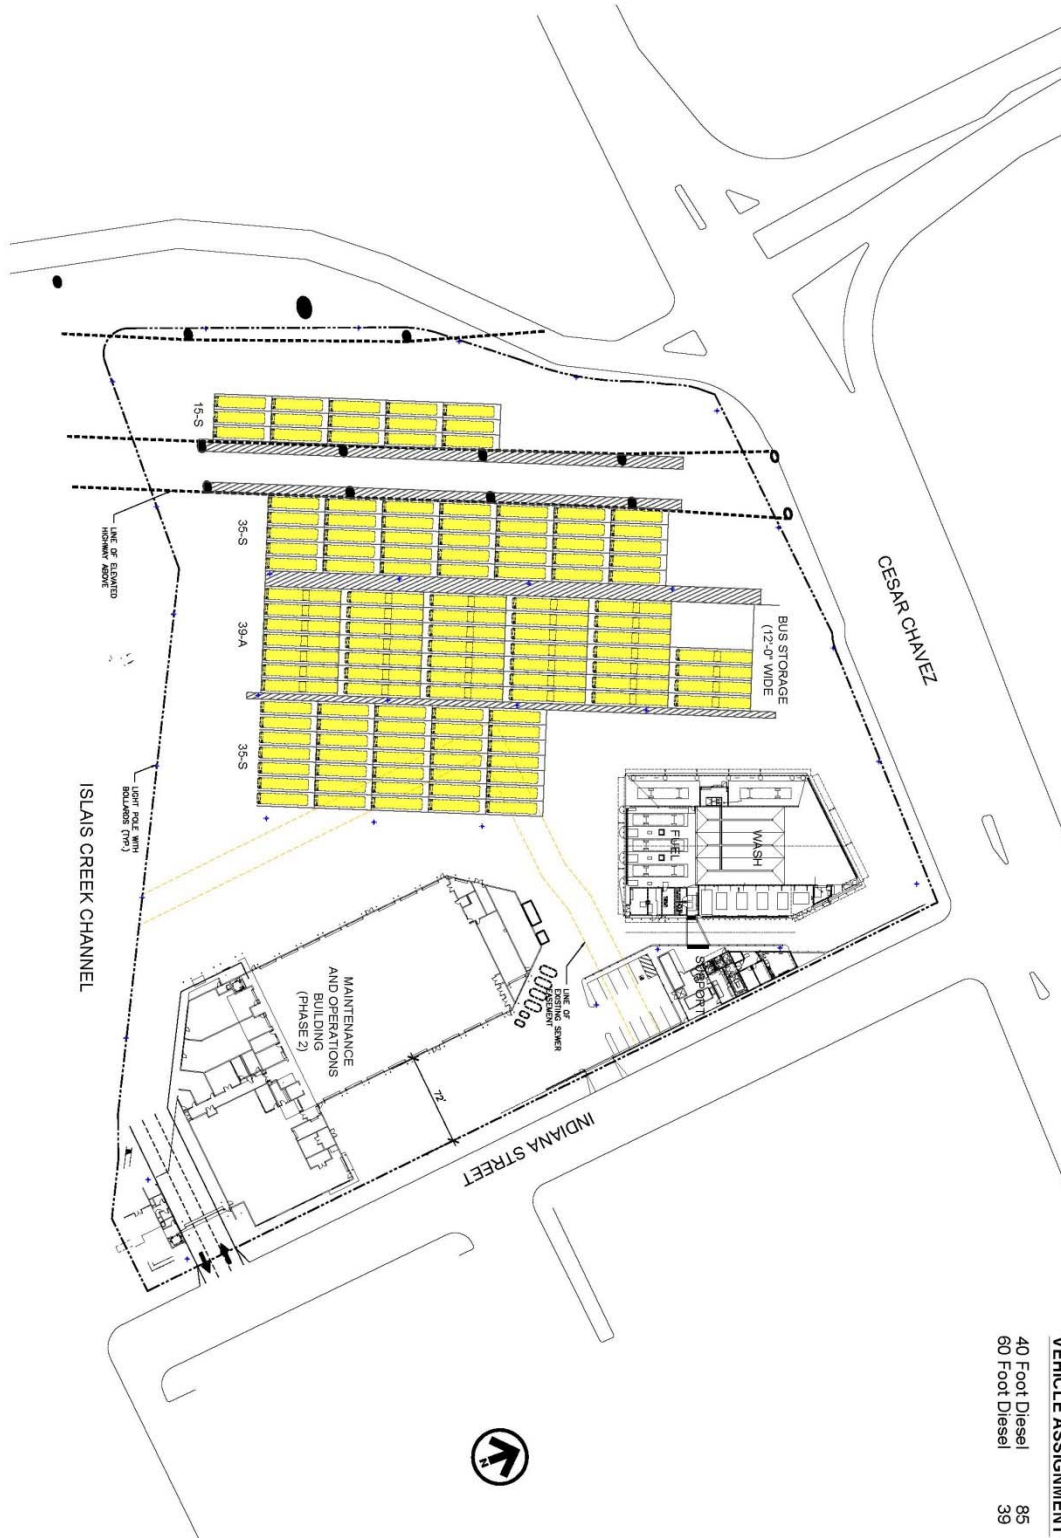 VEHICLE ASSIGNMENT
40 Foot Diesel 85
60 Foot Diesel 39
CESAR CHAVEZ
BUS STORAGE
(12'-0" WIDE
15-S
35-S
39-A
35-S
LINE OF ELEVATED
HIGHWAY ABOVE
LIGHT POLE WITH
BOLLARDS (TYP.)
ISLAIS CREEK CHANNEL
WASH
FUEL
SUPPORT
LINE OF
EXISTING SEWER
EASEMENT
MAINTENANCE
AND OPERATIONS
BUILDING
(PHASE 2)
72'
INDIANA STREET
N